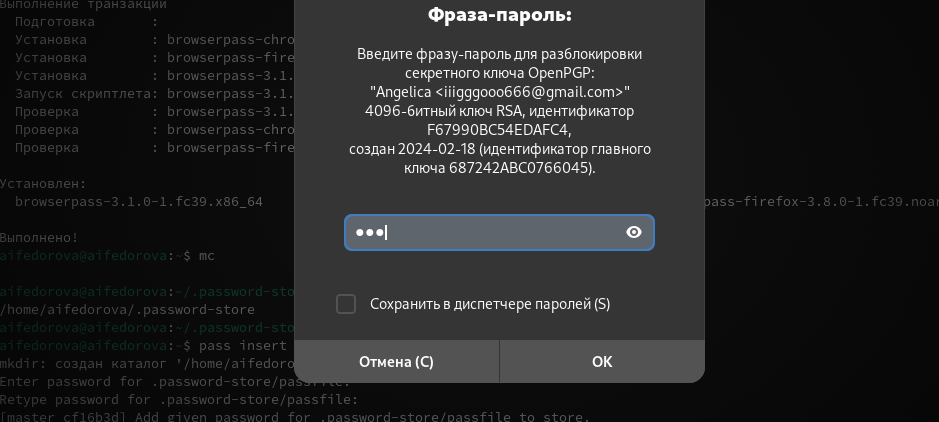 Выполнение транзакции
Подготовка :
Установка : browserpass-chro
Установка : browserpass-fire
Установка : browserpass-3.1.
Запуск скриптлета: browserpass-3.1.
Проверка : browserpass-3.1.
Проверка : browserpass-chro
Проверка : browserpass-fire
Установлен:
browserpass-3.1.0-1.fc39.x86_64 pass-firefox-3.8.0-1.fc39.noar
Выполнено!
aifedorova@aifedorova:~$ mc
aifedorova@aifedorova:~/.password-sto
/home/aifedorova/.password-store
aifedorova@aifedorova:~/.password-sto
aifedorova@aifedorova:~$ pass insert
mkdir: создан каталог '/home/aifedoro
Enter password for .password-store/passfile:
Retype password for .password-store/passfile:
[master cf16b3d] Add given password for .password-store/passfile to store.
Фраза-пароль:
Введите фразу-пароль для разблокировки
секретного ключа OpenPGP:
"Angelica <iiigggooo666@gmail.com>"
4096-битный ключ RSA, идентификатор
F67990BC54EDAFC4,
создан 2024-02-18 (идентификатор главного
ключа 687242ABC0766045).
●●●
Сохранить в диспетчере паролей (S)
Отмена (C)
OK